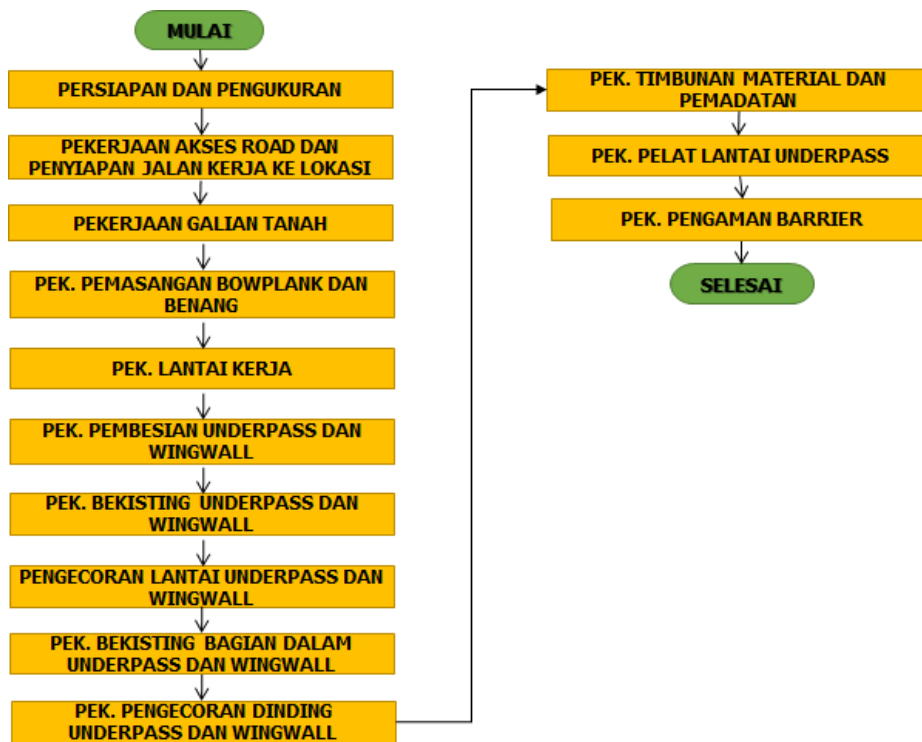 MULAI
PERSIAPAN DAN PENGUKURAN
PEKERJAAN AKSES ROAD DAN
PENYIAPAN JALAN KERJA KE LOKASI
PEKERJAAN GALIAN TANAH
PEK. PEMASANGAN BOWPLANK DAN
BENANG
PEK. LANTAI KERJA
PEK. PEMBESIAN UNDERPASS DAN
WINGWALL
PEK. BEKISTING UNDERPASS DAN
WINGWALL
PENGECORAN LANTAI UNDERPASS DAN
WINGWALL
PEK. BEKISTING BAGIAN DALAM
UNDERPASS DAN WINGWALL
PEK. PENGECORAN DINDING
UNDERPASS DAN WINGWALL
PEK. TIMBUNAN MATERIAL DAN
PEMADATAN
PEK. PELAT LANTAI UNDERPASS
PEK. PENGAMAN BARRIER
SELESAI